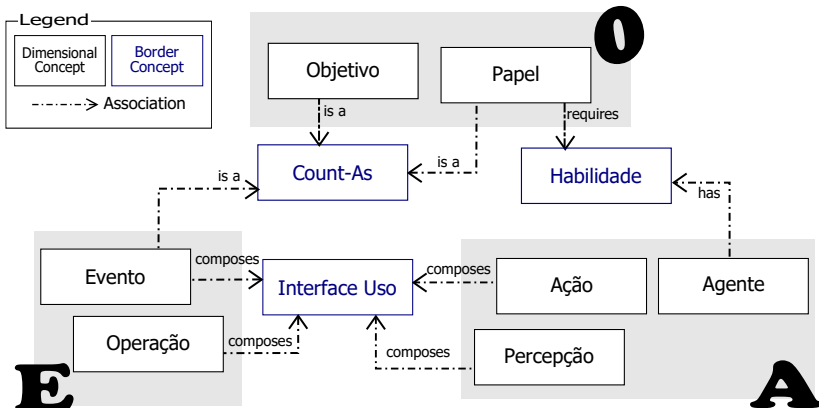 Legend
Dimensional
Concept
Border
Concept
Association
O
Objetivo
Papel
is a
requires
Count-As
is a
Habilidade
is a
has
Evento
composes
Interface Uso
composes
Ação
Agente
Operação
composes
composes
Percepção
E
A